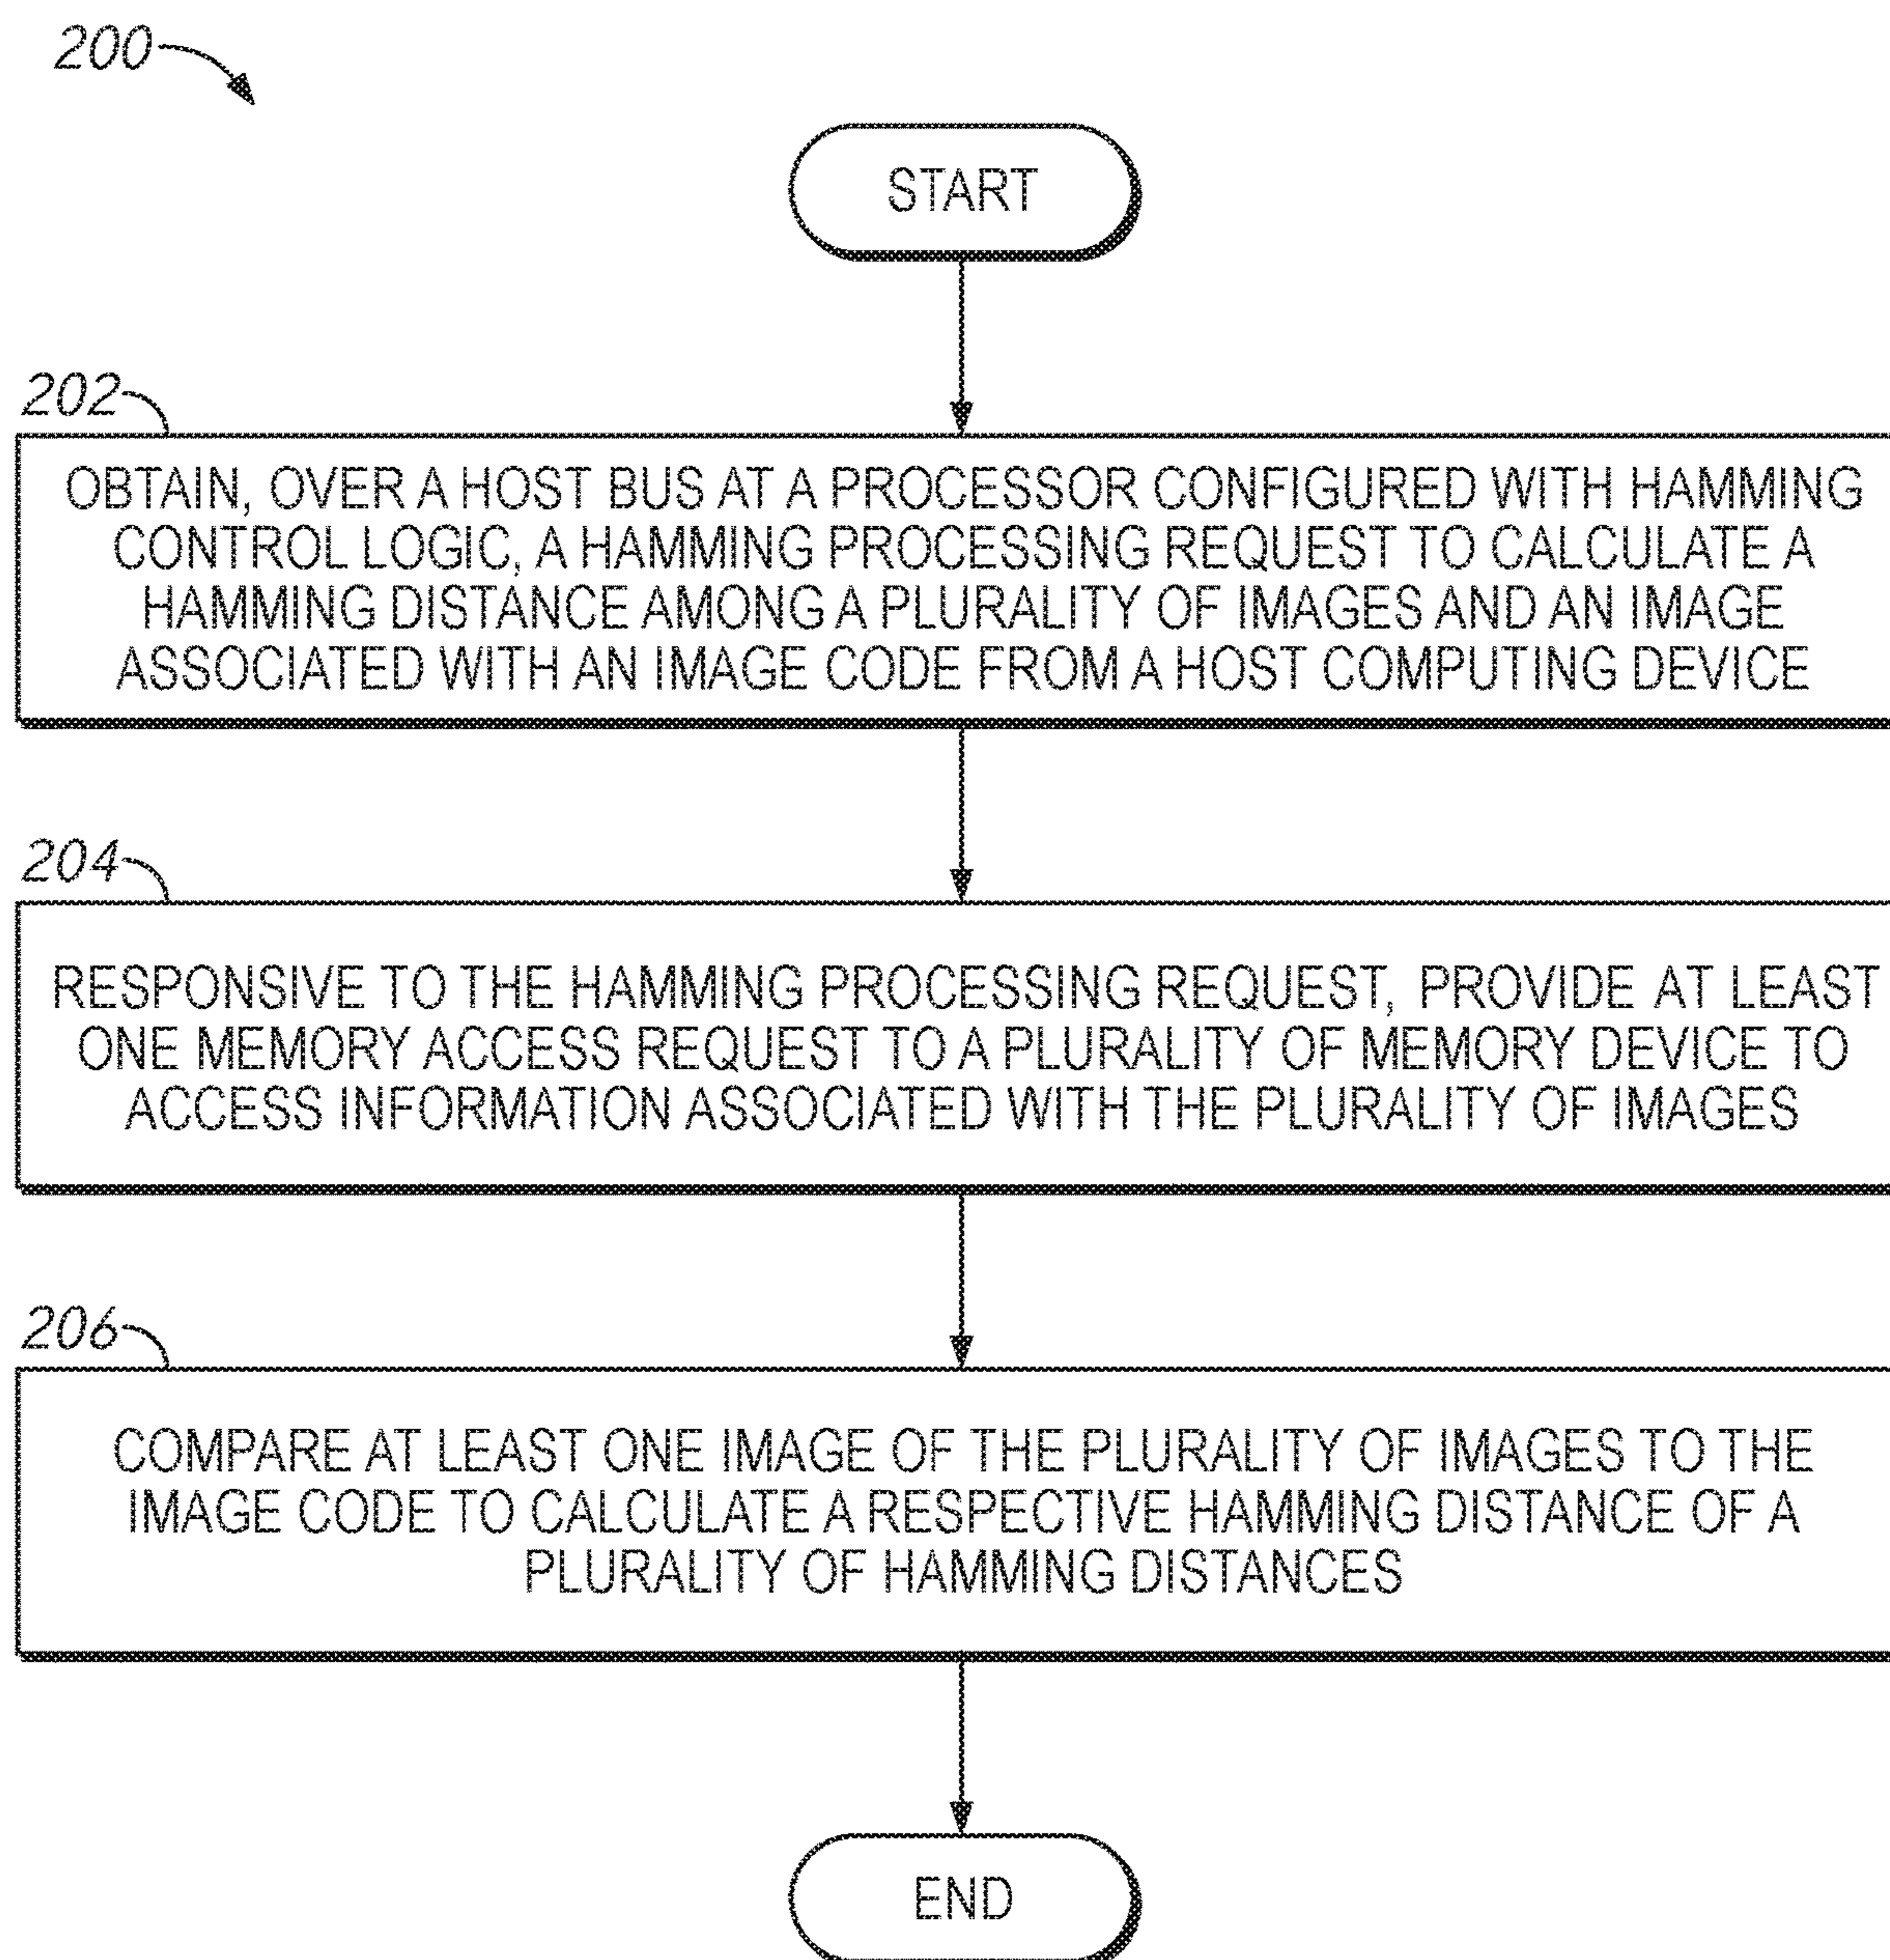 200
START
202
OBTAIN, OVER A HOST BUS AT A PROCESSOR CONFIGURED WITH HAMMING
CONTROL LOGIC, A HAMMING PROCESSING REQUEST TO CALCULATE A
HAMMING DISTANCE AMONG A PLURALITY OF IMAGES AND AN IMAGE
ASSOCIATED WITH AN IMAGE CODE FROM A HOST COMPUTING DEVICE
204
RESPONSIVE TO THE HAMMING PROCESSING REQUEST, PROVIDE AT LEAST
ONE MEMORY ACCESS REQUEST TO A PLURALITY OF MEMORY DEVICE TO
ACCESS INFORMATION ASSOCIATED WITH THE PLURALITY OF IMAGES
206
COMPARE AT LEAST ONE IMAGE OF THE PLURALITY OF IMAGES TO THE
IMAGE CODE TO CALCULATE A RESPECTIVE HAMMING DISTANCE OF A
PLURALITY OF HAMMING DISTANCES
END